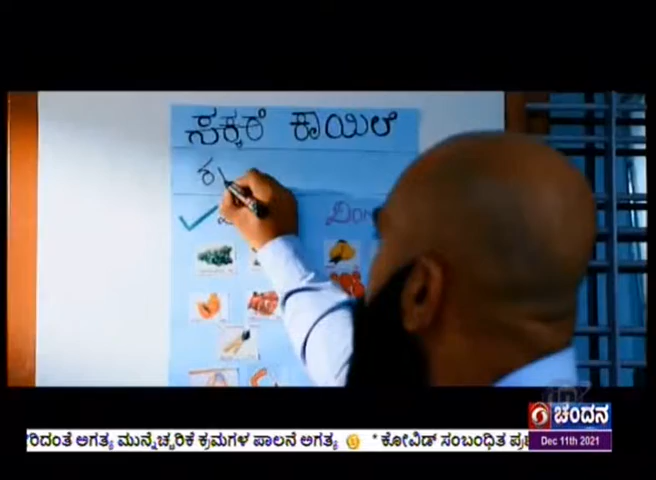 ಸಕ್ಕರೆ ಕಾಯಿಲೆ
ಚಂದನ
Dec 11th 2021
ರಿದಂತೆ ಅಗತ್ಯ ಮುನ್ನೆಚ್ಚರಿಕೆ ಕ್ರಮಗಳ ಪಾಲನೆ ಅಗತ್ಯ * ಕೋವಿಡ್ ಸಂಬಂಧಿತ ಪ್ರ